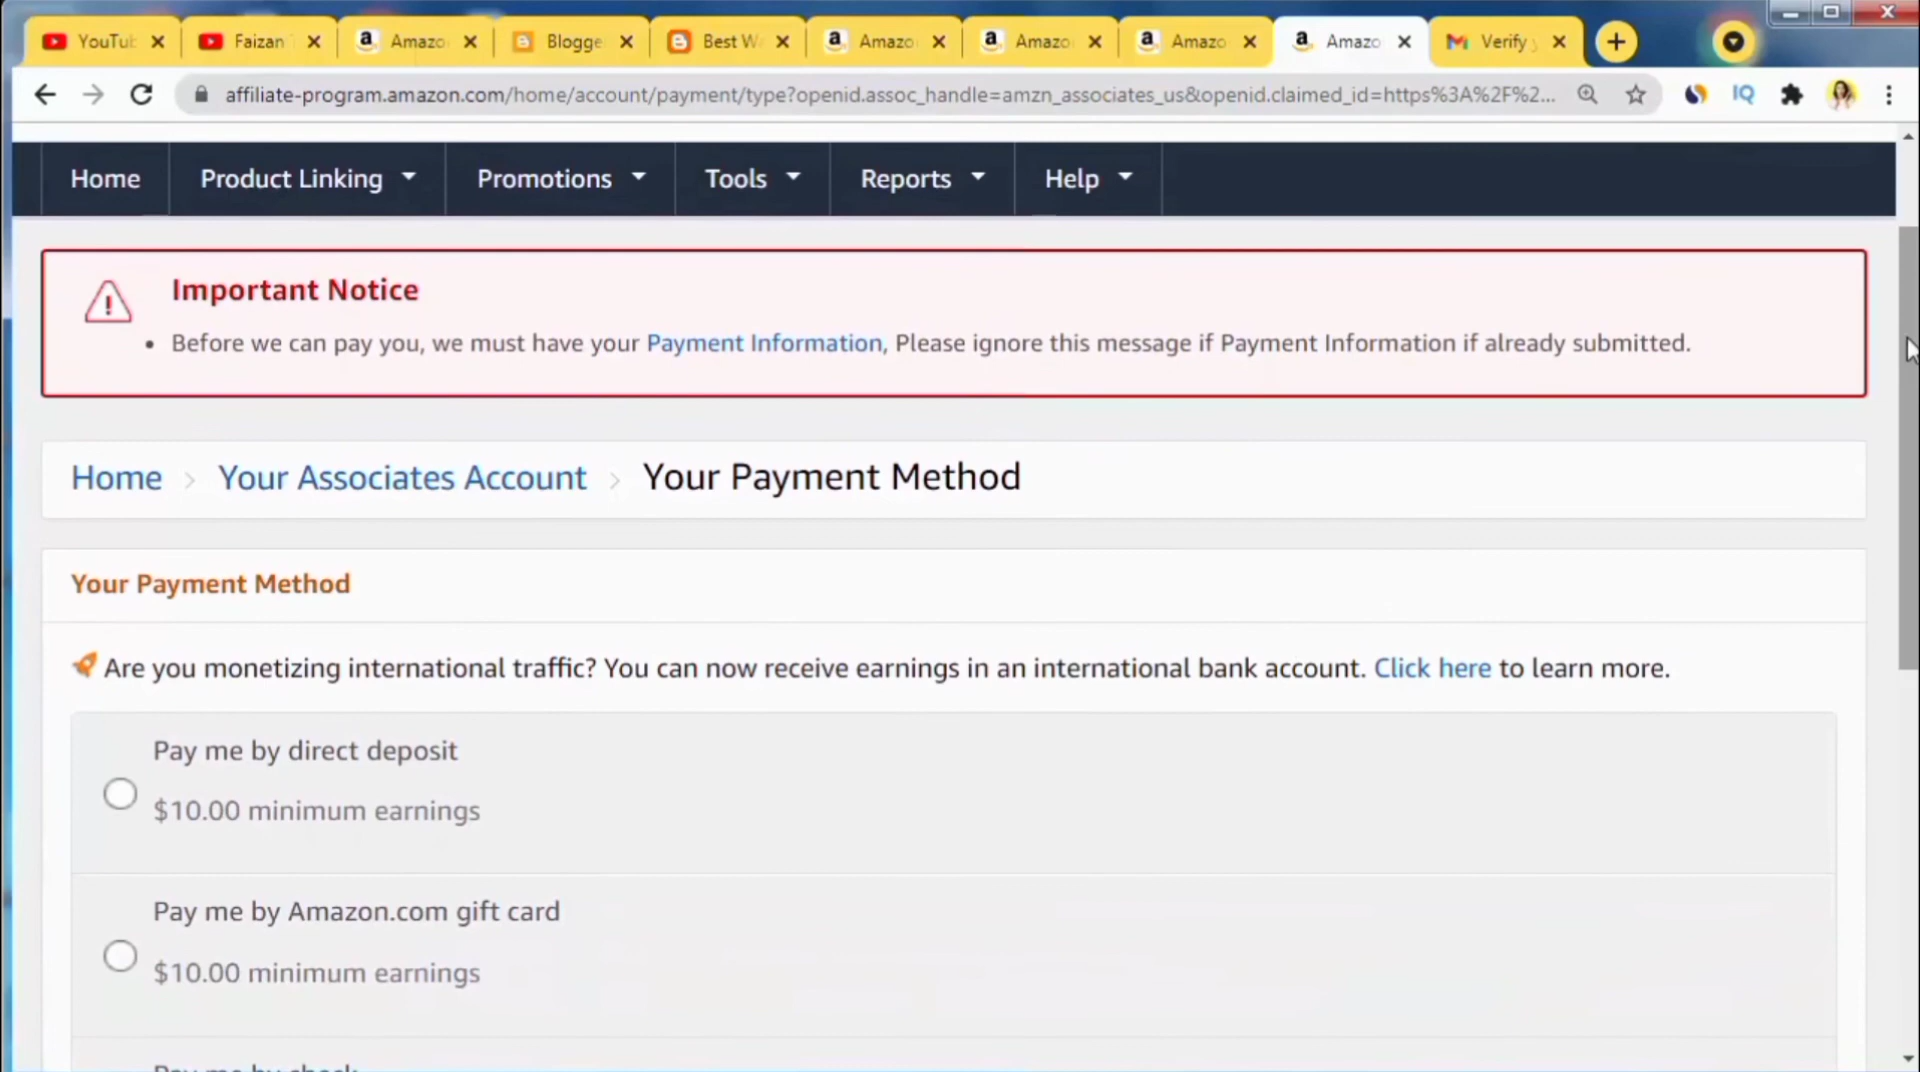 YouTub
Faizan
Amazo
Blogge
Best W
Amazo
Amazo
Amazo
Amazo
Verify
affiliate-program.amazon.com/home/account/payment/type?openid.assoc_handle=amzn_associates_us&openid.claimed_id=https%3A%2F%2...
IQ
Home Product Linking Promotions Tools Reports Help
Important Notice
• Before we can pay you, we must have your Payment Information, Please ignore this message if Payment Information if already submitted.
Home › Your Associates Account › Your Payment Method
Your Payment Method
Are you monetizing international traffic? You can now receive earnings in an international bank account. Click here to learn more.
Pay me by direct deposit
$10.00 minimum earnings
Pay me by Amazon.com gift card
$10.00 minimum earnings
Pay me by check